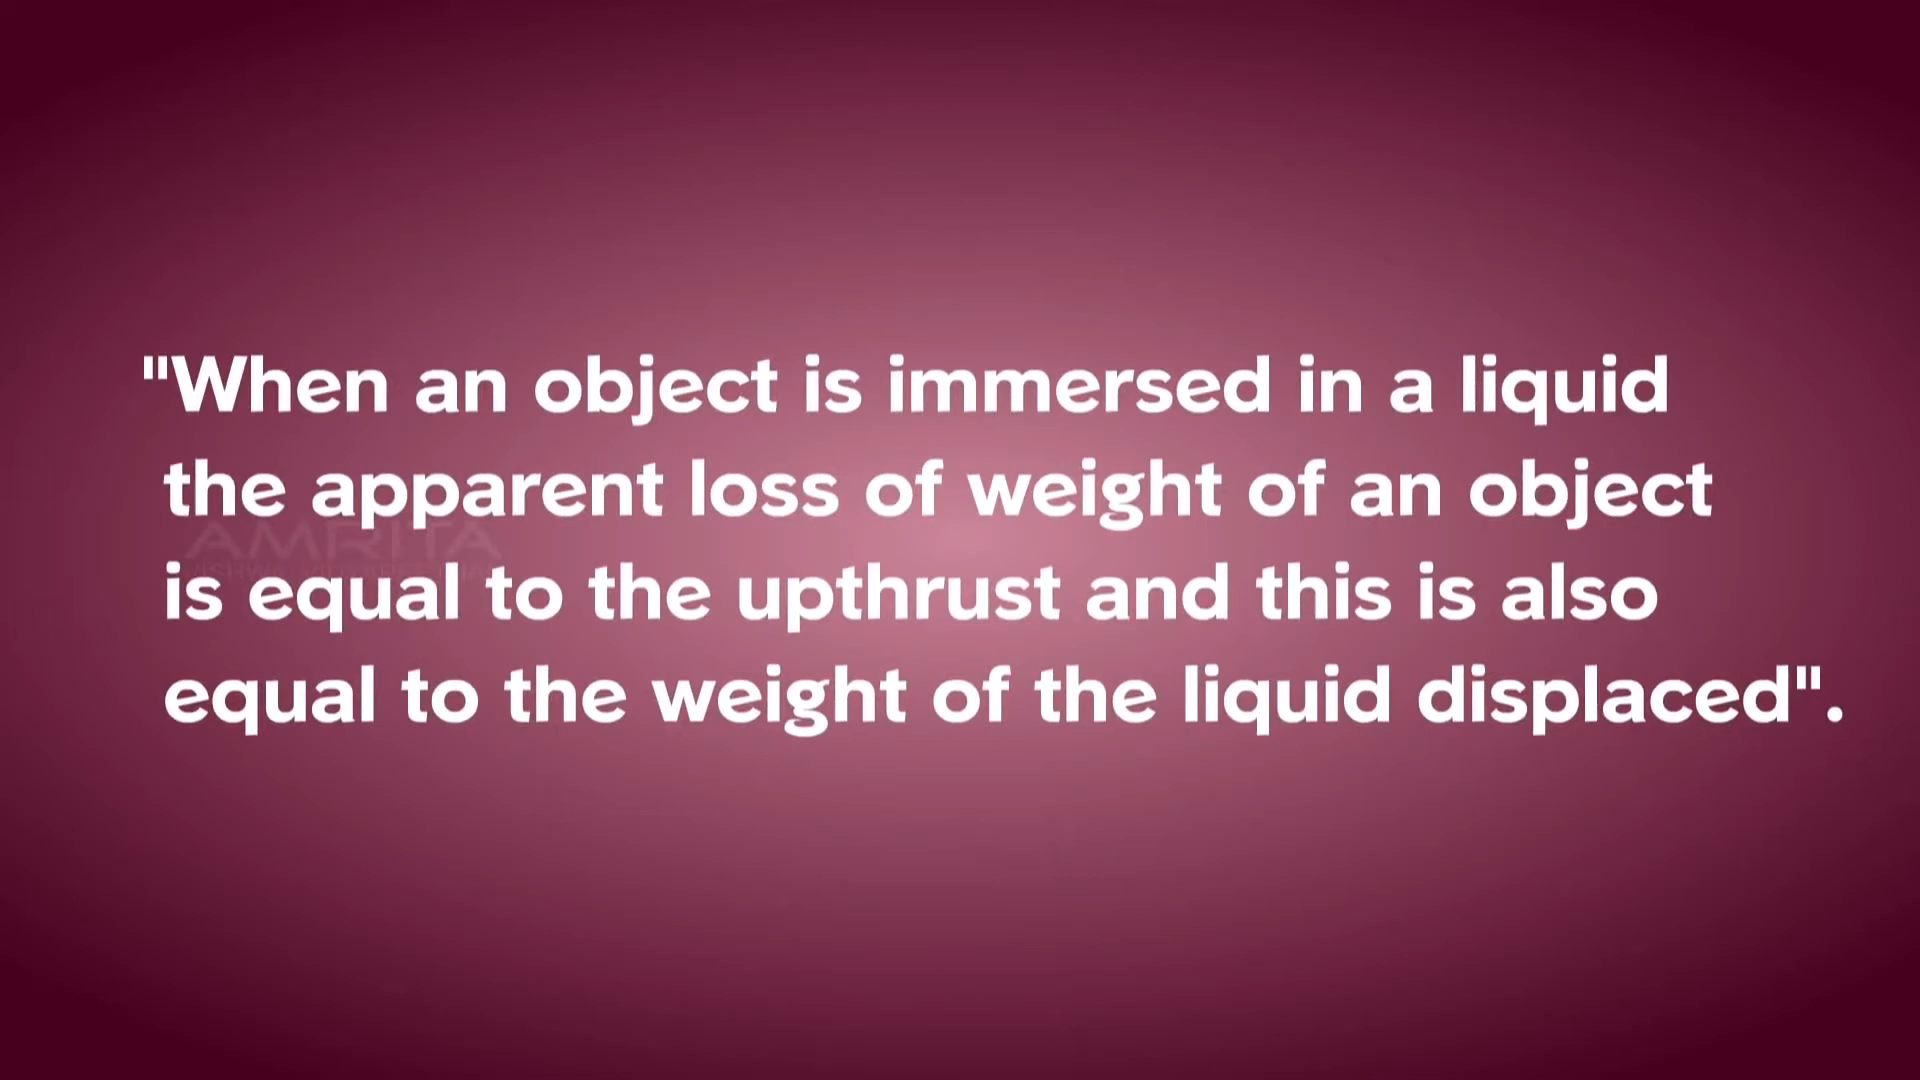 "When an object is immersed in a liquid
the apparent loss of weight of an object
AMRITA
is equal to the upthrust and this is also
equal to the weight of the liquid displaced".